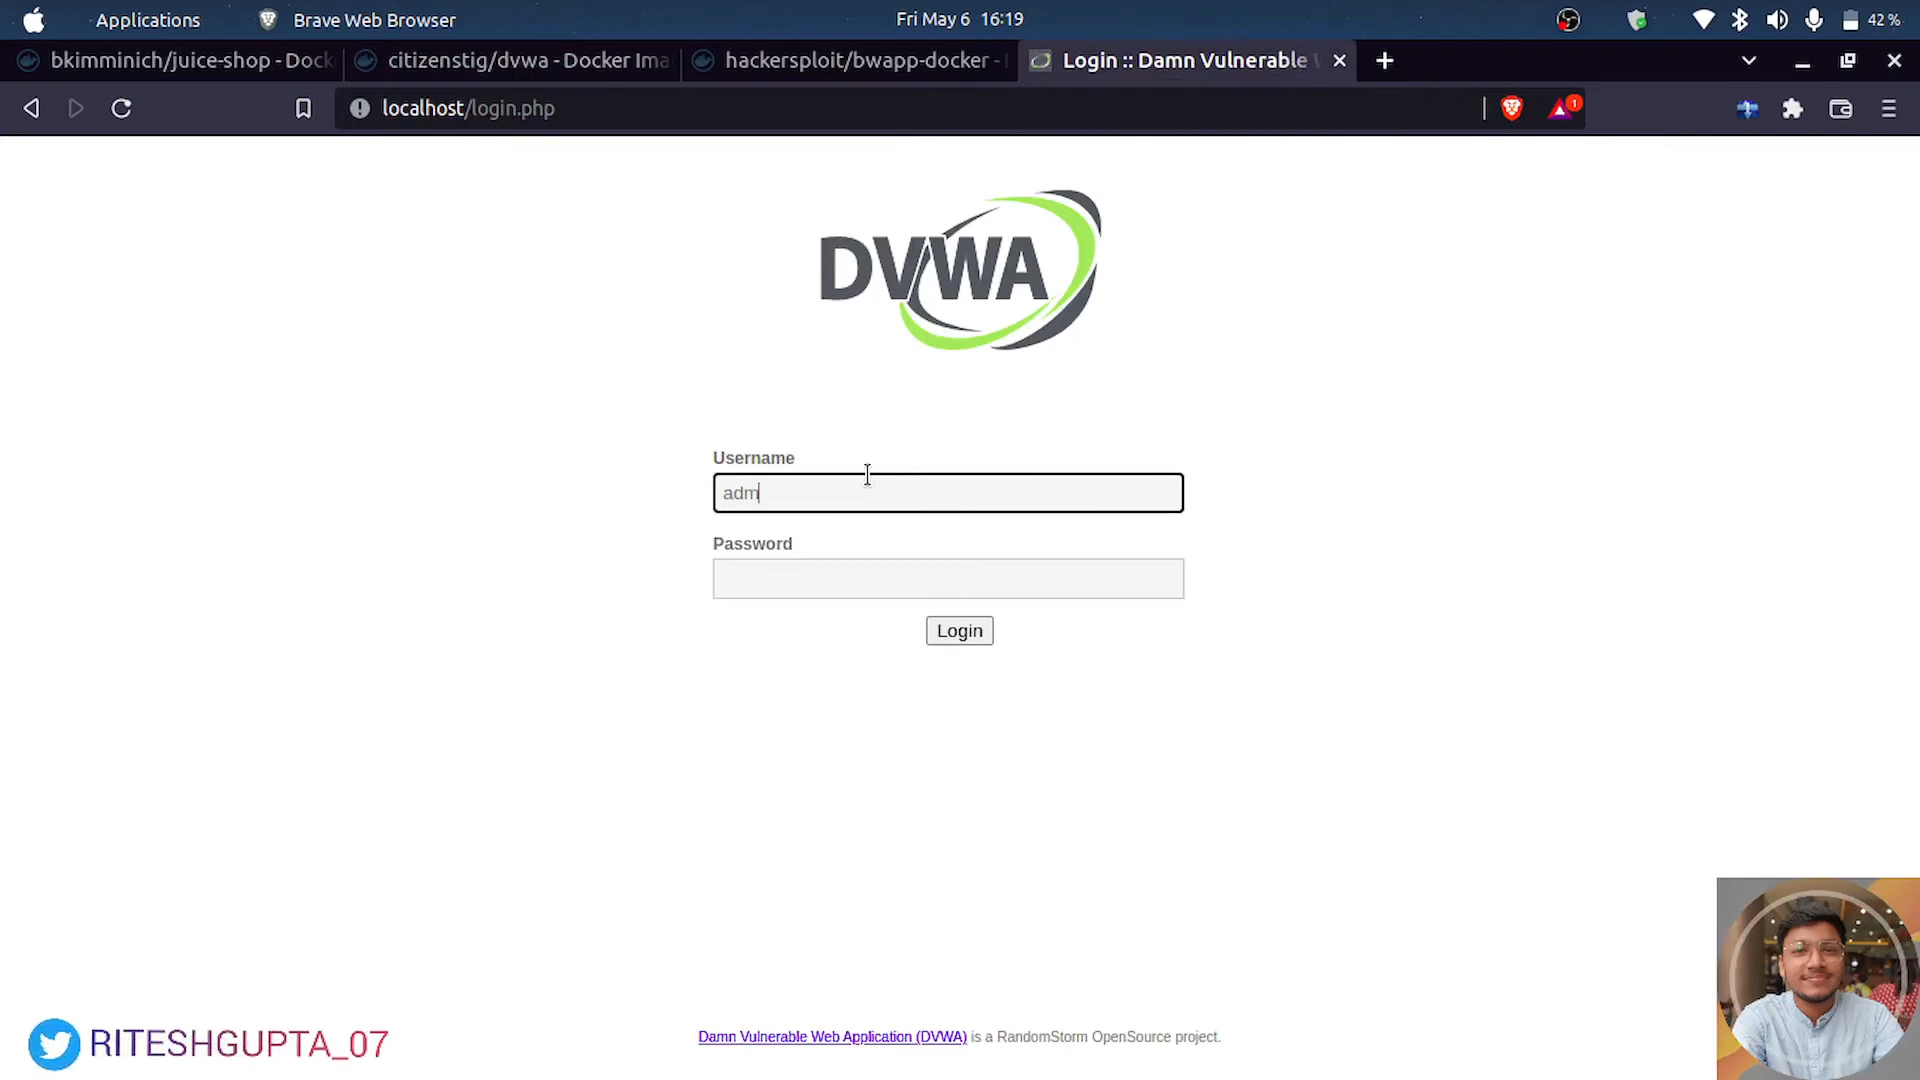 Applications Brave Web Browser Fri May 6 16:19 42 %
bkimminich/juice-shop - Dock citizenstig/dvwa - Docker Ima hackersploit/bwapp-docker - Login :: Damn Vulnerable
localhost/login.php 1
DVWA
Username
adm
Password
Login
Damn Vulnerable Web Application (DVWA) is a RandomStorm OpenSource project.
RITESHGUPTA_07